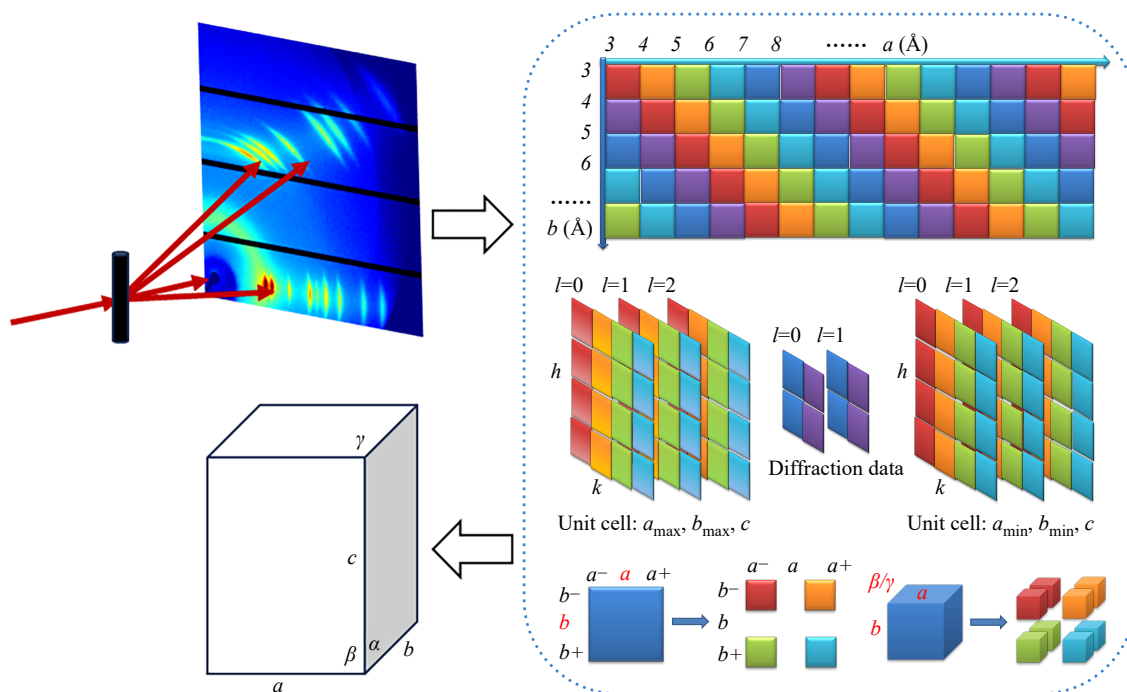 3 4 5 6 7 8 ...... a (Å)
3
4
5
6
......
b (Å)
l=0 l=1 l=2
h
k
Unit cell: amax, bmax, c
l=0 l=1
Diffraction data
l=0 l=1 l=2
h
k
Unit cell: amin, bmin, c
a− a a+
b−
b
b+
a− a a+
b−
b
b+
β/γ
a
b
γ
c
β α b
a